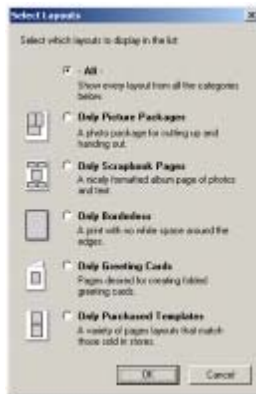 Select Layouts
Select which layouts to display in the list
- All -
Show every layout from all the categories
below.
Only Picture Packages
A photo package for cutting up and
handing out.
Only Scrapbook Pages
A nicely formatted album page of photos
and text.
Only Borderless
A print with no white space around the
edges.
Only Greeting Cards
Pages desired for creating folded
greeting cards.
Only Purchased Templates
A variety of pages layouts that match
those sold in stores.
OK
Cancel